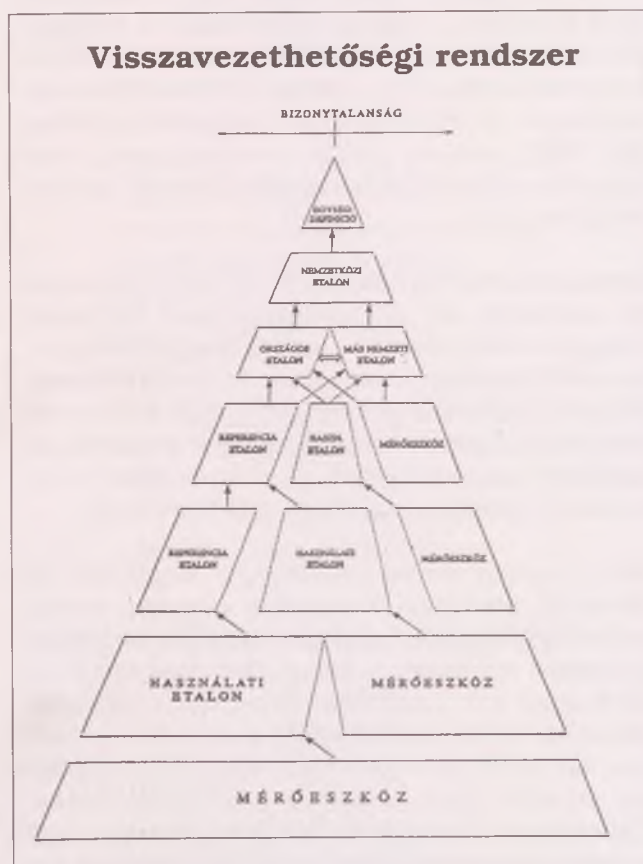 Visszavezethetőségi rendszer
BIZONYTALANSÁG
EGYSÉG
DEFINÍCIÓ
NEMZETKÖZI
ETALON
ORSZÁGOS
ETALON
MÁS NEMZETI
ETALON
REFERENCIA
ETALON
HASZN.
ETALON
MÉRŐESZKÖZ
REFERENCIA
ETALON
HASZNÁLATI
ETALON
MÉRŐESZKÖZ
HASZNÁLATI
ETALON
MÉRŐESZKÖZ
MÉRŐESZKÖZ